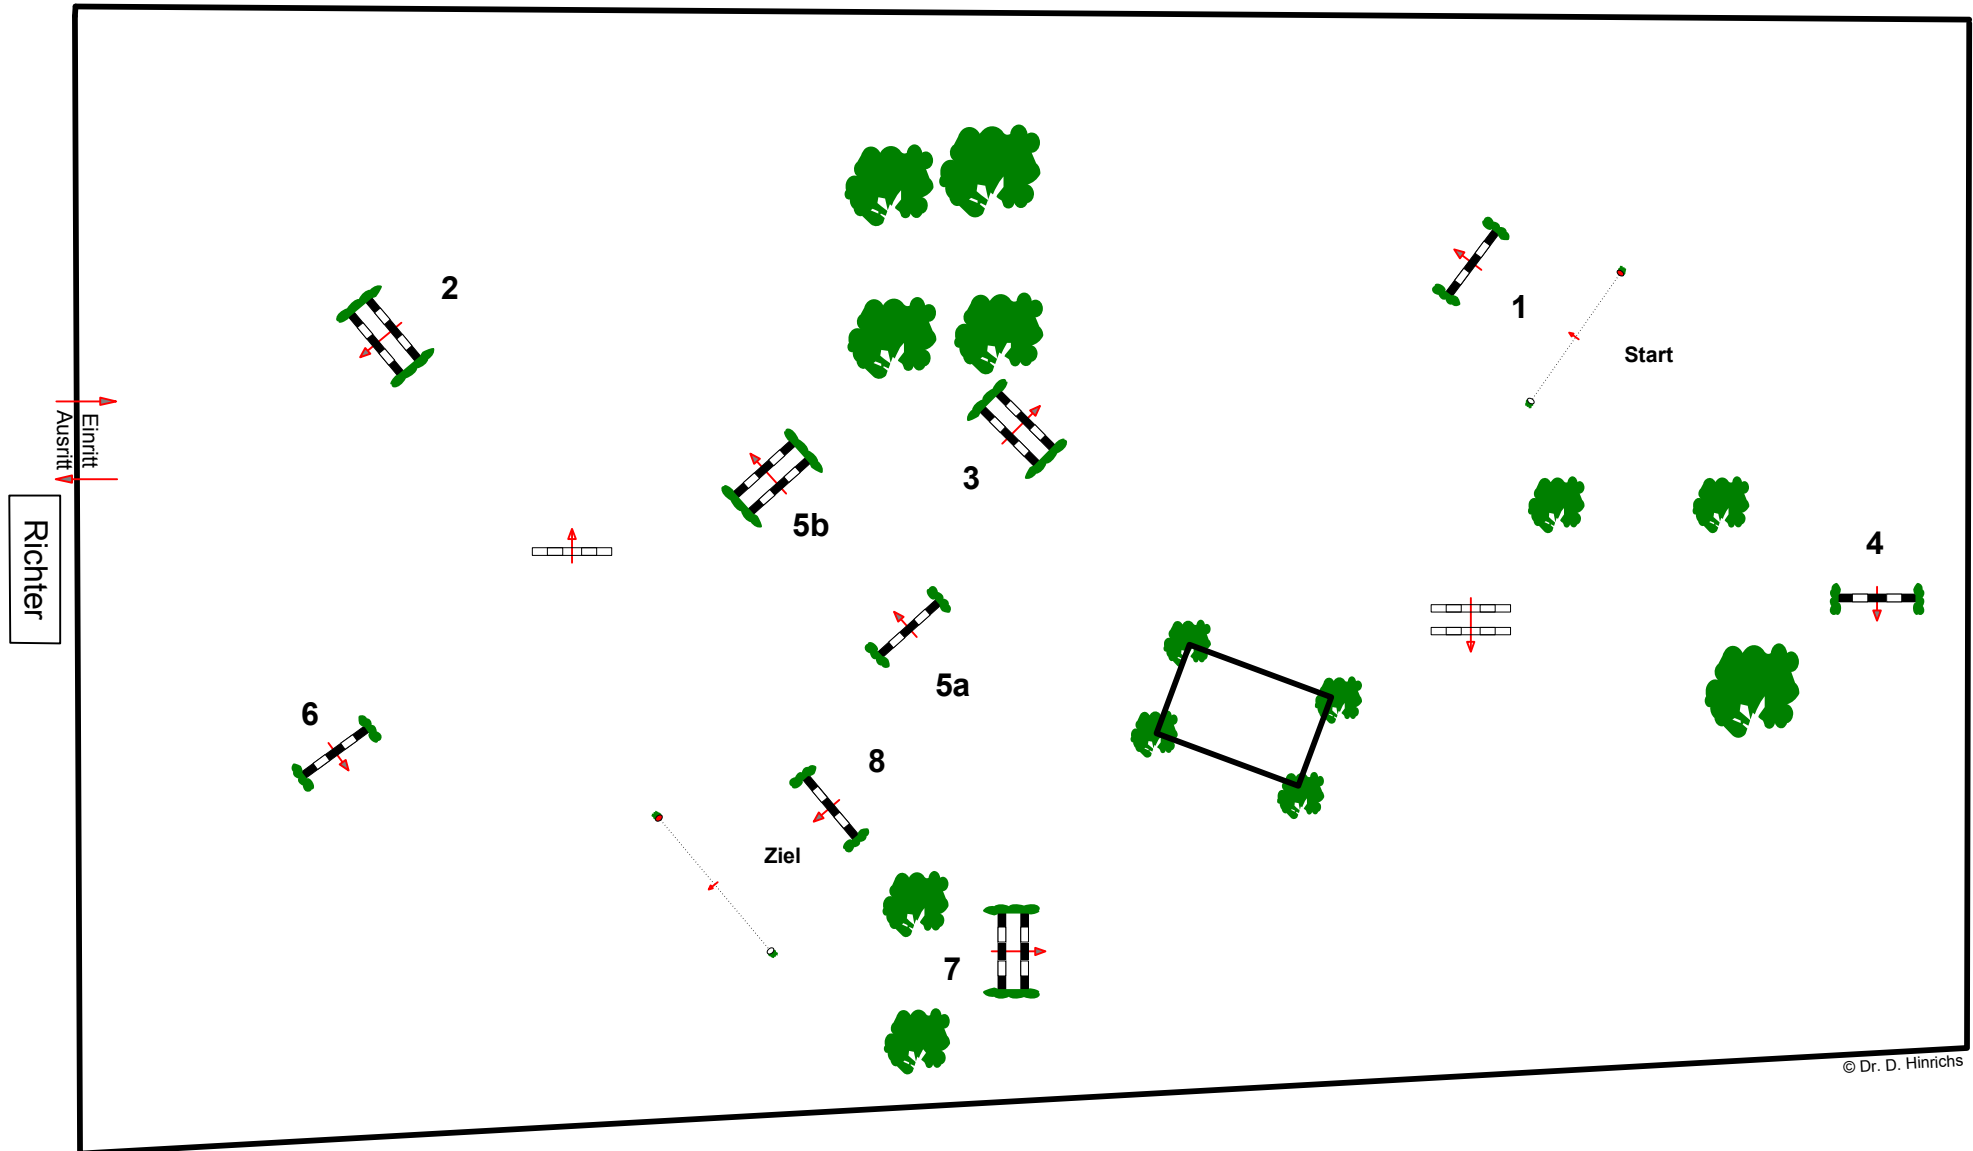 2
1
Start
Einritt
Ausritt
3
5b
4
Richter
5a
6
8
Ziel
7
© Dr. D. Hinrichs